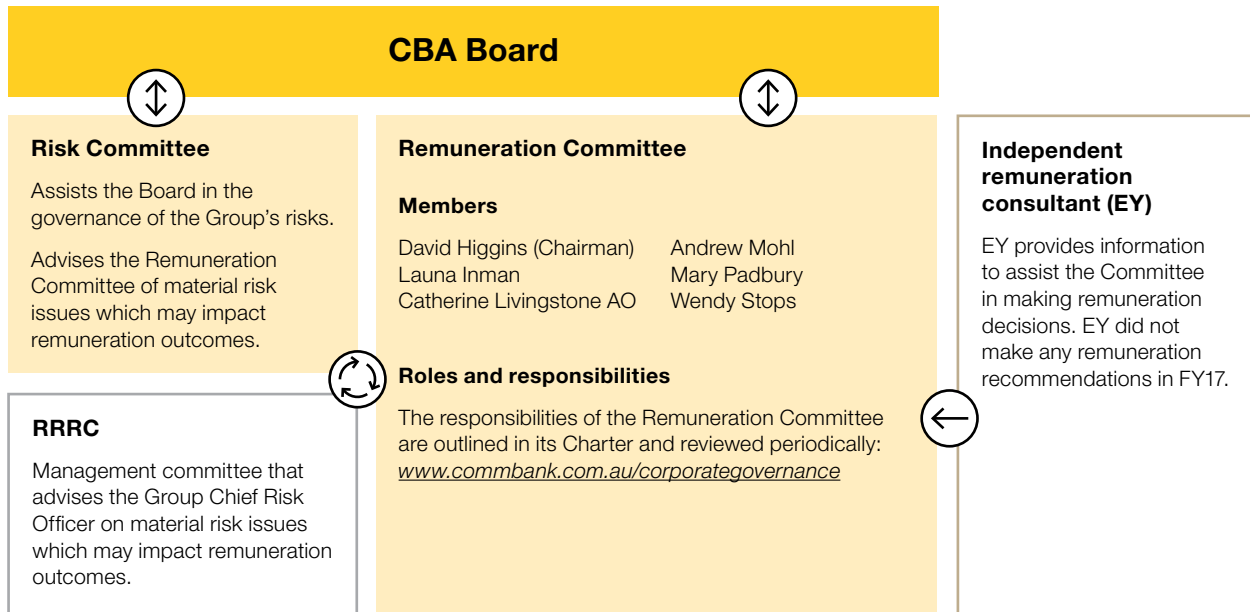 CBA Board
Risk Committee
Assists the Board in the
governance of the Group's risks.
Advises the Remuneration
Committee of material risk
issues which may impact
remuneration outcomes.
RRRC
Management committee that
advises the Group Chief Risk
Officer on material risk issues
which may impact remuneration
outcomes.
Remuneration Committee
Members
David Higgins (Chairman)
Launa Inman
Catherine Livingstone AO
Andrew Mohl
Mary Padbury
Wendy Stops
Roles and responsibilities
The responsibilities of the Remuneration Committee
are outlined in its Charter and reviewed periodically:
www.commbank.com.au/corporategovernance
Independent
remuneration
consultant (EY)
EY provides information
to assist the Committee
in making remuneration
decisions. EY did not
make any remuneration
recommendations in FY17.